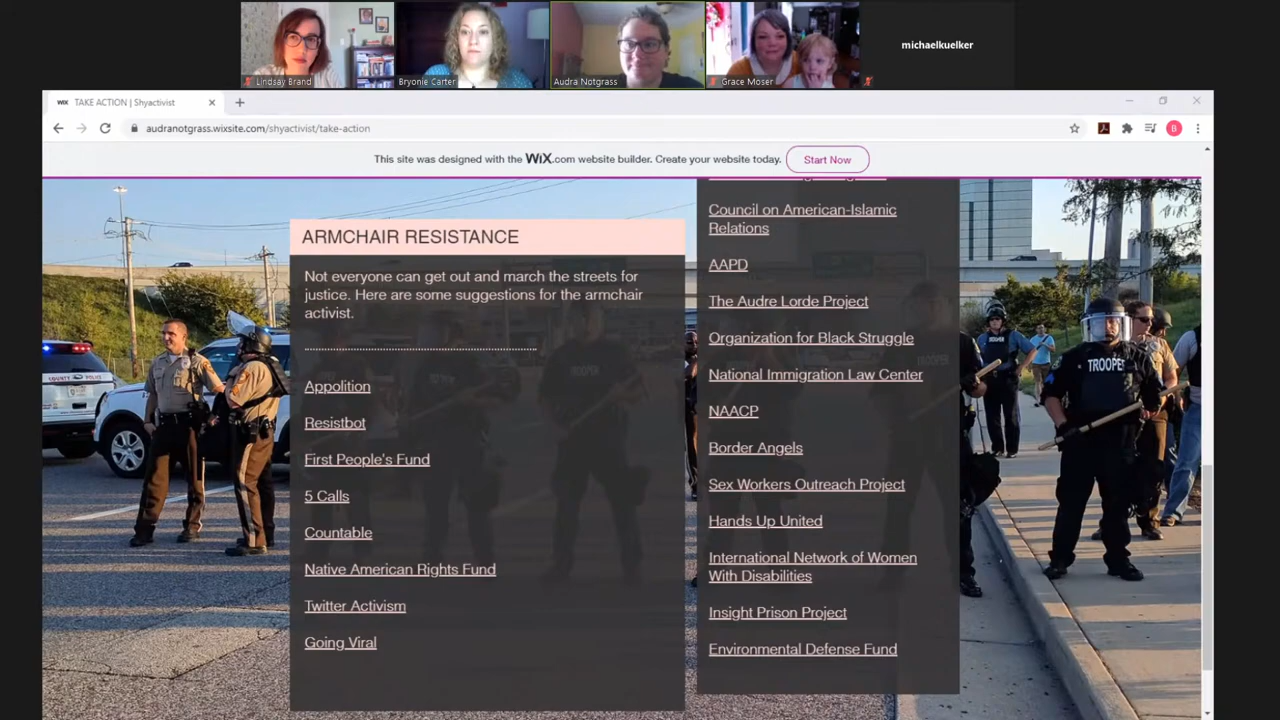 michaelkuelker
Lindsay Brand
Bryonie Carter
Audra Notgrass
Grace Moser
WIX TAKE ACTION | Shyactivist
audranotgrass.wixsite.com/shyactivist/take-action
B
This site was designed with the WiX.com website builder. Create your website today.
Start Now
ARMCHAIR RESISTANCE
Not everyone can get out and march the streets for
justice. Here are some suggestions for the armchair
activist.
Appolition
Resistbot
First People's Fund
5 Calls
Countable
Native American Rights Fund
Twitter Activism
Going Viral
Council on American-Islamic
Relations
AAPD
The Audre Lorde Project
Organization for Black Struggle
National Immigration Law Center
NAACP
Border Angels
Sex Workers Outreach Project
Hands Up United
International Network of Women
With Disabilities
Insight Prison Project
Environmental Defense Fund
COUNTY POLICE
TROOPER
TROOPER
TROOPER